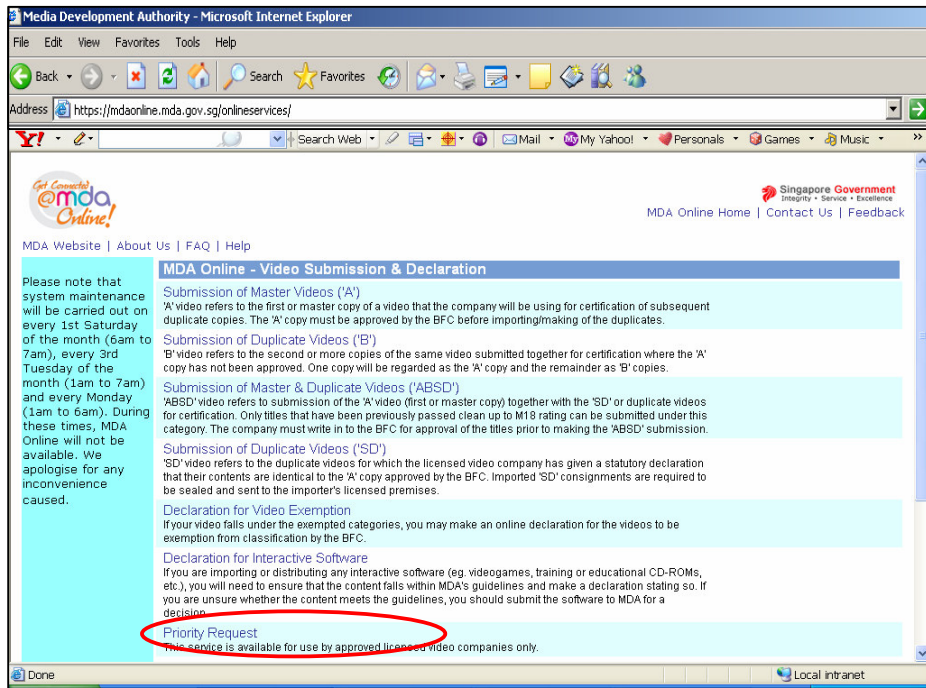 Media Development Authority - Microsoft Internet Explorer
File Edit View Favorites Tools Help
Back Search Favorites
Address https://mdaonline.mda.gov.sg/onlineservices/
Y! Search Web Mail My Yahoo! Personals Games Music »
Get Connected
@mda
Online!
Singapore Government
Integrity • Service • Excellence
MDA Online Home | Contact Us | Feedback
MDA Website | About Us | FAQ | Help
Please note that
system maintenance
will be carried out on
every 1st Saturday
of the month (6am to
7am), every 3rd
Tuesday of the
month (1am to 7am)
and every Monday
(1am to 6am). During
these times, MDA
Online will not be
available. We
apologise for any
inconvenience
caused.
MDA Online - Video Submission & Declaration
Submission of Master Videos ('A')
'A' video refers to the first or master copy of a video that the company will be using for certification of subsequent
duplicate copies. The 'A' copy must be approved by the BFC before importing/making of the duplicates.
Submission of Duplicate Videos ('B')
'B' video refers to the second or more copies of the same video submitted together for certification where the 'A'
copy has not been approved. One copy will be regarded as the 'A' copy and the remainder as 'B' copies.
Submission of Master & Duplicate Videos ('ABSD')
'ABSD' video refers to submission of the 'A' video (first or master copy) together with the 'SD' or duplicate videos
for certification. Only titles that have been previously passed clean up to M18 rating can be submitted under this
category. The company must write in to the BFC for approval of the titles prior to making the 'ABSD' submission.
Submission of Duplicate Videos ('SD')
'SD' video refers to the duplicate videos for which the licensed video company has given a statutory declaration
that their contents are identical to the 'A' copy approved by the BFC. Imported 'SD' consignments are required to
be sealed and sent to the importer's licensed premises.
Declaration for Video Exemption
If your video falls under the exempted categories, you may make an online declaration for the videos to be
exemption from classification by the BFC.
Declaration for Interactive Software
If you are importing or distributing any interactive software (eg. videogames, training or educational CD-ROMs,
etc.), you will need to ensure that the content falls within MDA's guidelines and make a declaration stating so. If
you are unsure whether the content meets the guidelines, you should submit the software to MDA for a
decision.
Priority Request
This service is available for use by approved licensed video companies only.
Done Local intranet